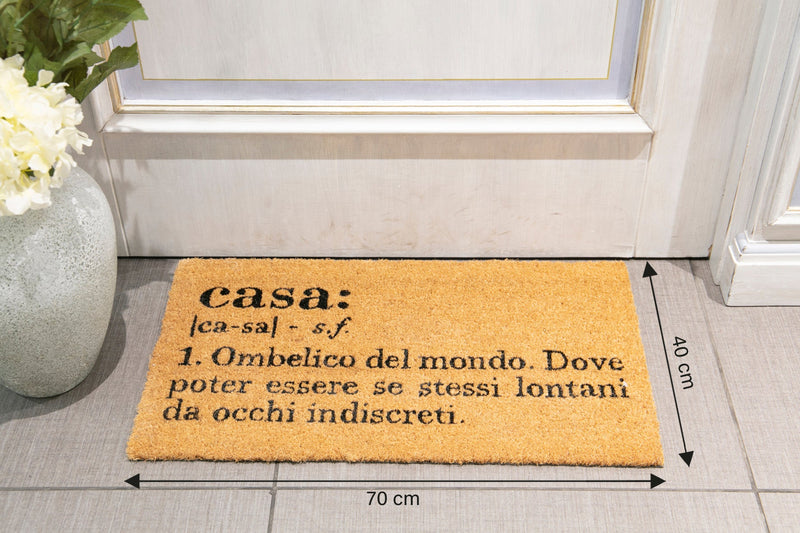 casa:
|ca-sa| - s.f.
1. Ombelico del mondo. Dove
poter essere se stessi lontani
da occhi indiscreti.
40 cm
70 cm